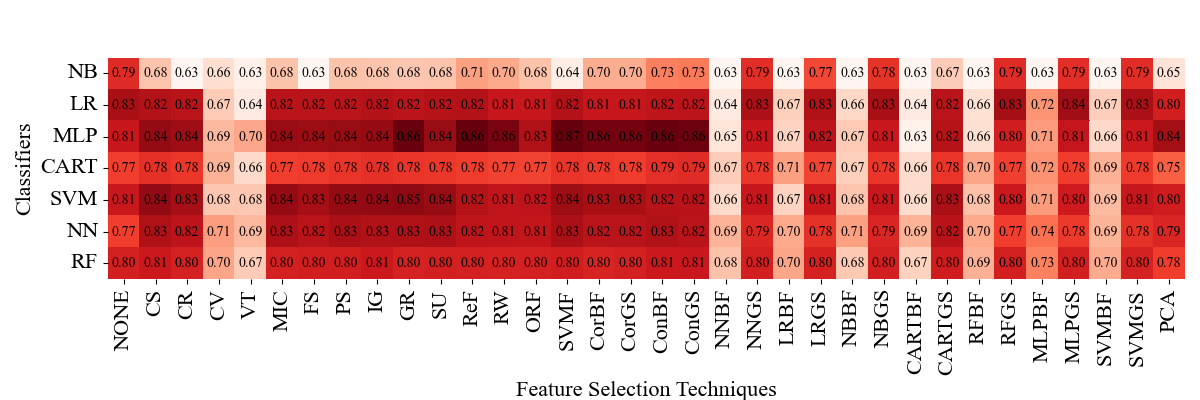 NB 0.79 0.68 0.63 0.66 0.63 0.68 0.63 0.68 0.68 0.68 0.68 0.71 0.70 0.68 0.64 0.70 0.70 0.73 0.73 0.63 0.79 0.63 0.77 0.63 0.78 0.63 0.67 0.63 0.79 0.63 0.79 0.63 0.79 0.65
LR 0.83 0.82 0.82 0.67 0.64 0.82 0.82 0.82 0.82 0.82 0.82 0.82 0.81 0.81 0.82 0.81 0.81 0.82 0.82 0.64 0.83 0.67 0.83 0.66 0.83 0.64 0.82 0.66 0.83 0.72 0.84 0.67 0.83 0.80
MLP 0.81 0.84 0.84 0.69 0.70 0.84 0.84 0.84 0.84 0.86 0.84 0.86 0.86 0.83 0.87 0.86 0.86 0.86 0.86 0.65 0.81 0.67 0.82 0.67 0.81 0.63 0.82 0.66 0.80 0.71 0.81 0.66 0.81 0.84
CART 0.77 0.78 0.78 0.69 0.66 0.77 0.78 0.78 0.78 0.78 0.78 0.78 0.77 0.77 0.78 0.78 0.78 0.79 0.79 0.67 0.78 0.71 0.77 0.67 0.78 0.66 0.78 0.70 0.77 0.72 0.78 0.69 0.78 0.75
SVM 0.81 0.84 0.83 0.68 0.68 0.84 0.83 0.84 0.84 0.85 0.84 0.82 0.81 0.82 0.84 0.83 0.83 0.82 0.82 0.66 0.81 0.67 0.81 0.68 0.81 0.66 0.83 0.68 0.80 0.71 0.80 0.69 0.81 0.80
NN 0.77 0.83 0.82 0.71 0.69 0.83 0.82 0.83 0.83 0.83 0.83 0.82 0.81 0.81 0.83 0.82 0.82 0.83 0.82 0.69 0.79 0.70 0.78 0.71 0.79 0.69 0.82 0.70 0.77 0.74 0.78 0.69 0.78 0.79
RF 0.80 0.81 0.80 0.70 0.67 0.80 0.80 0.80 0.81 0.80 0.80 0.80 0.80 0.80 0.80 0.80 0.80 0.81 0.81 0.68 0.80 0.70 0.80 0.68 0.80 0.67 0.80 0.69 0.80 0.73 0.80 0.70 0.80 0.78
Classifiers
NONE
CS
CR
CV
VT
MIC
FS
PS
IG
GR
SU
ReF
RW
ORF
SVMF
CorBF
CorGS
ConBF
ConGS
NNBF
NNGS
LRBF
LRGS
NBBF
NBGS
CARTBF
CARTGS
RFBF
RFGS
MLPBF
MLPGS
SVMBF
SVMGS
PCA
Feature Selection Techniques